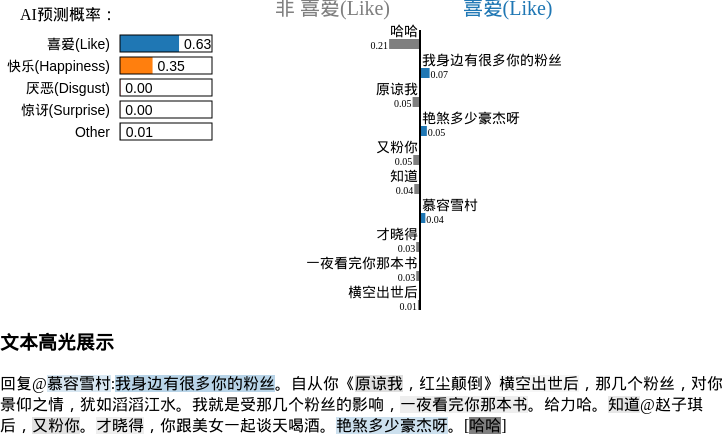 AI预测概率：
喜爱(Like) 0.63
快乐(Happiness) 0.35
厌恶(Disgust) 0.00
惊讶(Surprise) 0.00
Other 0.01
非 喜爱(Like) 喜爱(Like)
哈哈
0.21
我身边有很多你的粉丝
0.07
原谅我
0.05
艳煞多少豪杰呀
0.05
又粉你
0.05
知道
0.04
慕容雪村
0.04
才晓得
0.03
一夜看完你那本书
0.03
横空出世后
0.01
文本高光展示
回复@慕容雪村:我身边有很多你的粉丝。自从你《原谅我，红尘颠倒》横空出世后，那几个粉丝，对你
景仰之情，犹如滔滔江水。我就是受那几个粉丝的影响，一夜看完你那本书。给力哈。知道@赵子琪
后，又粉你。才晓得，你跟美女一起谈天喝酒。艳煞多少豪杰呀。[哈哈]